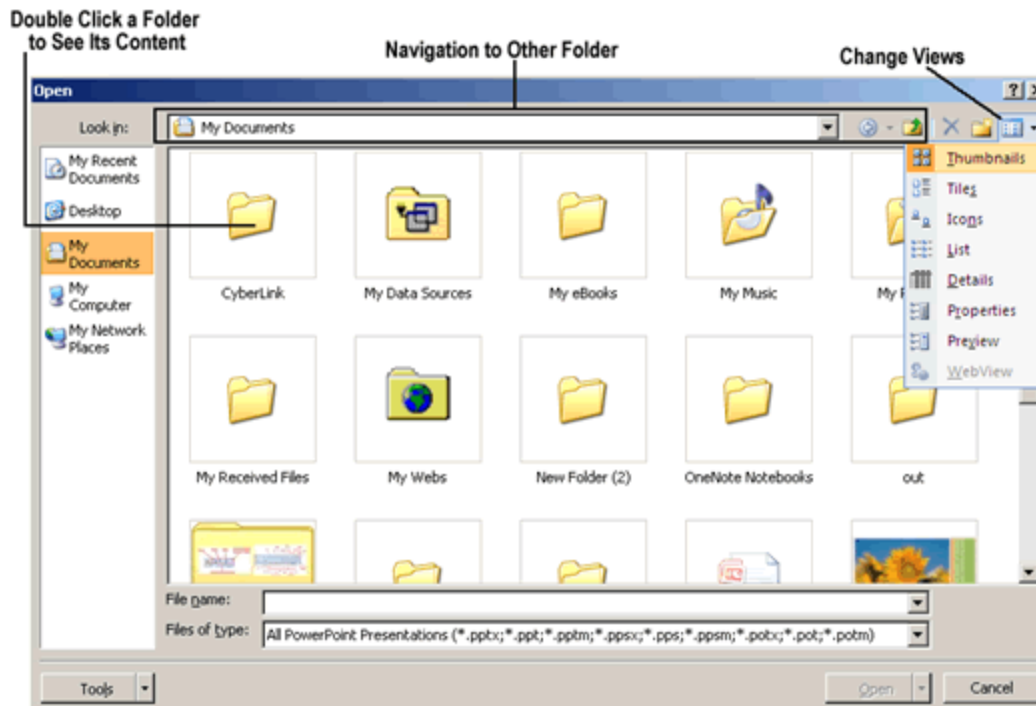 Double Click a Folder
to See Its Content
Navigation to Other Folder
Change Views
Open
Look in:
My Documents
My Recent
Documents
Desktop
My
Documents
My
Computer
My Network
Places
Thumbnails
Tiles
Icons
List
Details
Properties
Preview
WebView
CyberLink
My Data Sources
My eBooks
My Music
My
My Received Files
My Webs
New Folder (2)
OneNote Notebooks
out
File name:
Files of type:
All PowerPoint Presentations (*.pptx;*.ppt;*.pptm;*.ppsx;*.pps;*.ppsm;*.potx;*.pot;*.potm)
Tools
Open
Cancel